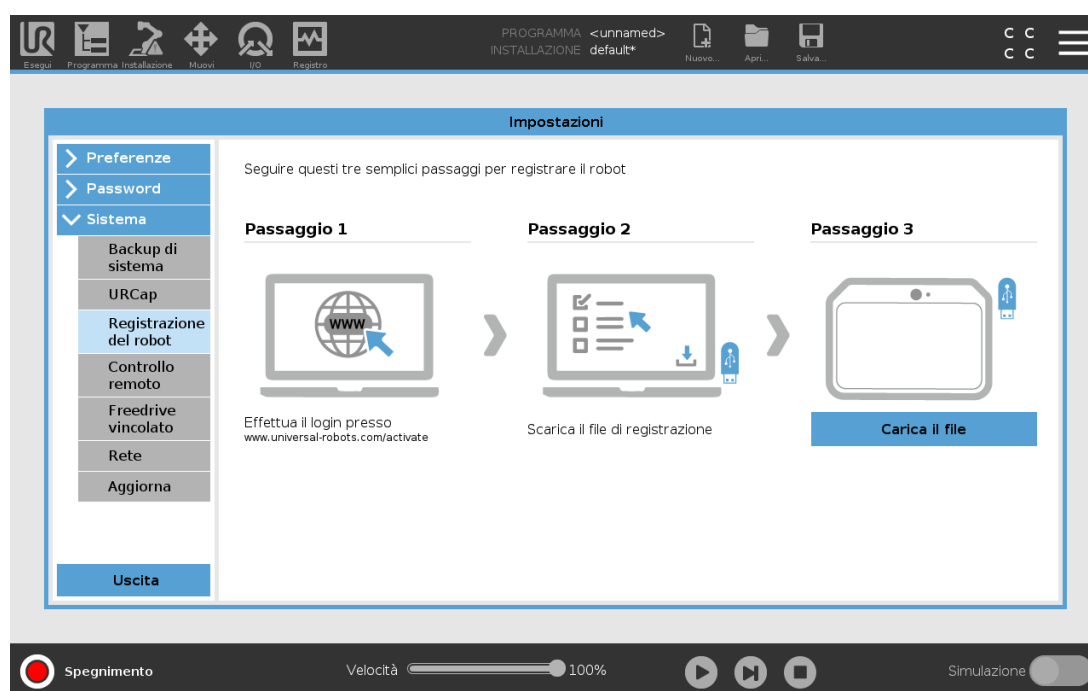 UR
PROGRAMMA <unnamed>
INSTALLAZIONE default*
C C
C C
Esegui Programma Installazione Muovi I/O Registro Nuovo... Apri... Salva...
Impostazioni
Preferenze
Password
Sistema
Backup di
sistema
URCap
Registrazione
del robot
Controllo
remoto
Freedrive
vincolato
Rete
Aggiorna
Uscita
Seguire questi tre semplici passaggi per registrare il robot
Passaggio 1
www
Effettua il login presso
www.universal-robots.com/activate
Passaggio 2
Scarica il file di registrazione
Passaggio 3
Carica il file
Spegnimento Velocità 100% Simulazione